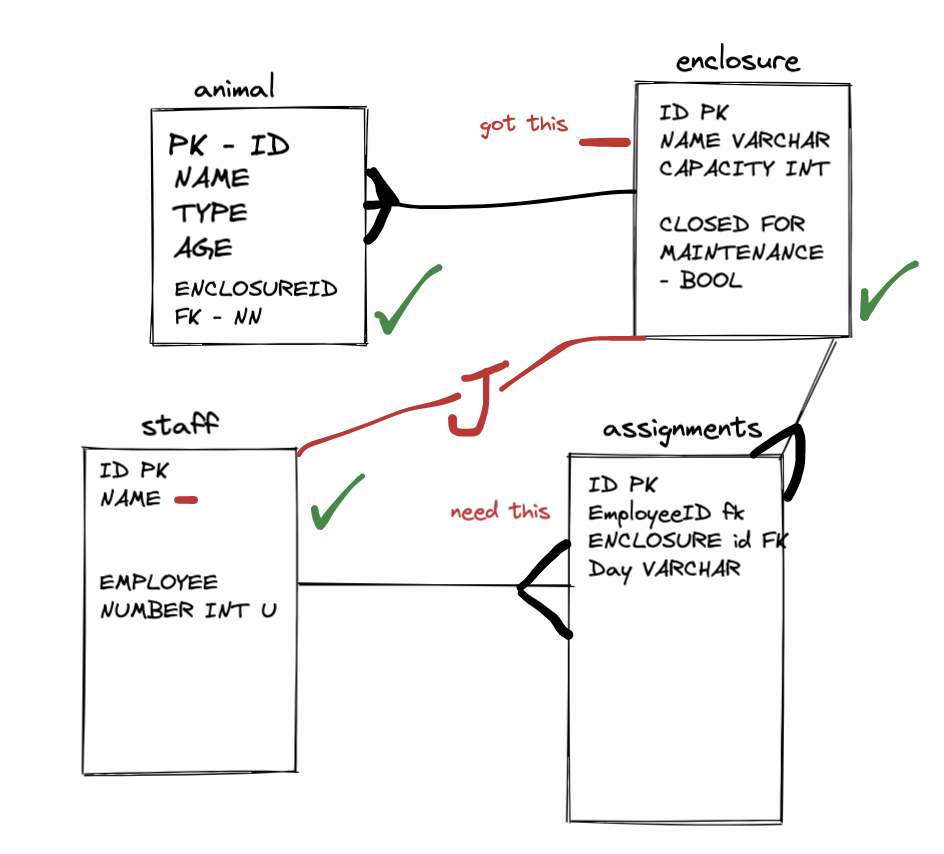 animal
PK - ID
NAME
TYPE
AGE
ENCLOSUREID
FK - NN
got this
enclosure
ID PK
NAME VARCHAR
CAPACITY INT
CLOSED FOR
MAINTENANCE
- BOOL
J
staff
ID PK
NAME
EMPLOYEE
NUMBER INT U
need this
assignments
ID PK
EmployeeID fk
ENCLOSURE id FK
Day VARCHAR